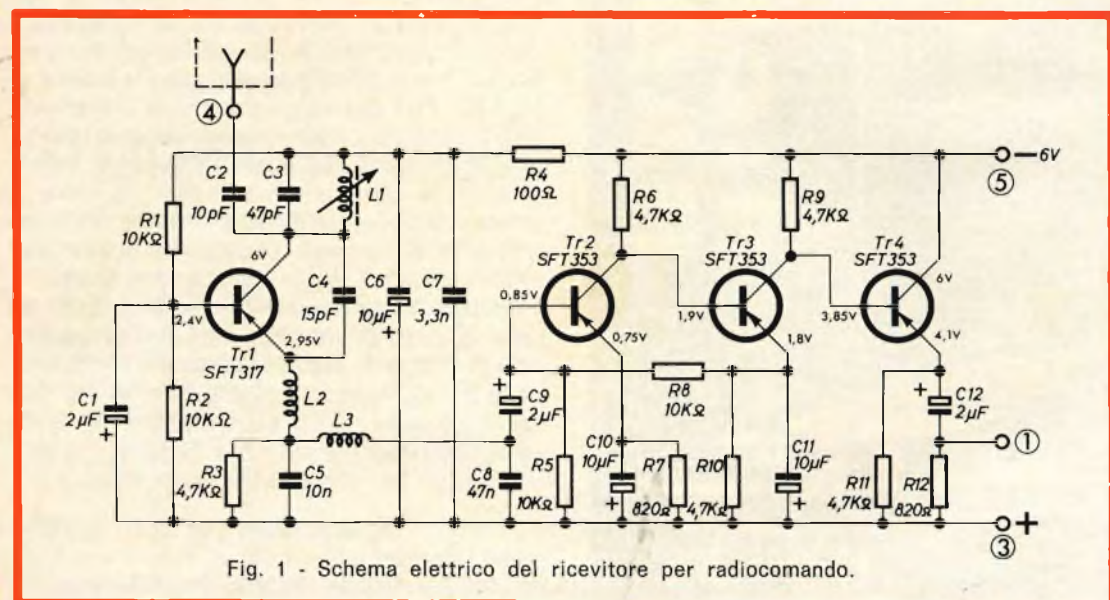 ④
C2
10pF
C3
47pF
L1
R1
10KΩ
6V
2,4V
2,95V
Tr1
SFT317
C1
2µF
+
R2
10KΩ
R3
4,7KΩ
L2
L3
C5
10n
C4
15pF
C6
10µF
+
C7
3,3n
R4
100Ω
R6
4,7KΩ
R9
4,7KΩ
− 6V
⑤
Tr2
SFT353
0,85V
0,75V
Tr3
SFT353
1,9V
1,8V
Tr4
SFT353
6V
3,85V
4,1V
R8
10KΩ
+
C9
2µF
C8
47n
R5
10KΩ
C10
10µF
+
R7
820Ω
R10
4,7KΩ
C11
10µF
+
+
C12
2µF
R11
4,7KΩ
R12
820Ω
①
+
③
Fig. 1 - Schema elettrico del ricevitore per radiocomando.